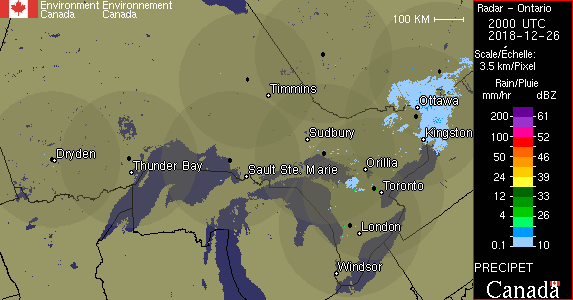 Environment Environnement
Canada Canada
100 KM
Timmins
Ottawa
Sudbury
Kingston
Dryden
Thunder Bay
Sault Ste. Marie
Orillia
Toronto
London
Windsor
Radar - Ontario
2000 UTC
2018-12-26
Scale/Échelle:
3.5 km/Pixel
Rain/Pluie
mm/hr dBZ
200 61
100 52
50 46
24 39
12 33
4 26
0.1 10
PRECIPET
Canada